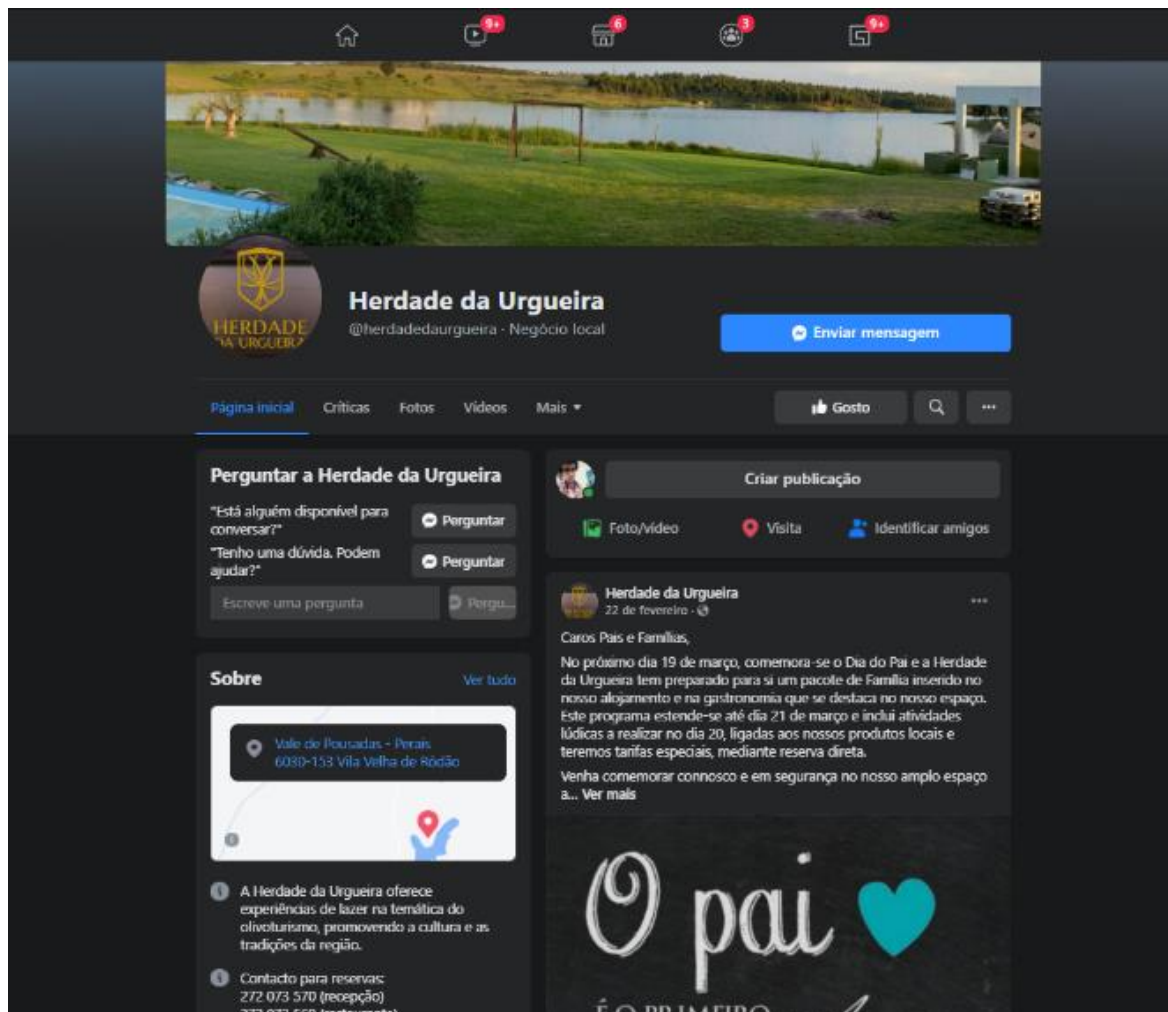 9+
6
3
9+
HERDADE
DA URGUEIRA
Herdade da Urgueira
@herdadedaurgueira · Negócio local
Enviar mensagem
Página inicial Críticas Fotos Vídeos Mais
Gosto
Perguntar a Herdade da Urgueira
"Está alguém disponível para
conversar?"
Perguntar
"Tenho uma dúvida. Podem
ajudar?"
Perguntar
Escreve uma pergunta
Pergu...
Sobre
Ver tudo
Vale de Pousadas - Perais
6030-153 Vila Velha de Ródão
A Herdade da Urgueira oferece
experiências de lazer na temática do
olivoturismo, promovendo a cultura e as
tradições da região.
Contacto para reservas:
272 073 570 (recepção)
Criar publicação
Foto/vídeo Visita Identificar amigos
Herdade da Urgueira
22 de fevereiro ·
Caros Pais e Famílias,
No próximo dia 19 de março, comemora-se o Dia do Pai e a Herdade
da Urgueira tem preparado para si um pacote de Família inserido no
nosso alojamento e na gastronomia que se destaca no nosso espaço.
Este programa estende-se até dia 21 de março e inclui atividades
lúdicas a realizar no dia 20, ligadas aos nossos produtos locais e
teremos tarifas especiais, mediante reserva direta.
Venha comemorar connosco e em segurança no nosso amplo espaço
a... Ver mais
O pai
É O PRIMEIRO